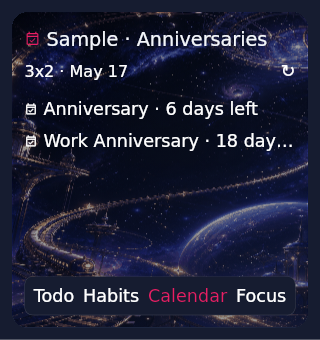 Sample · Anniversaries
3x2 · May 17 ↻
Anniversary · 6 days left
Work Anniversary · 18 day...
Todo Habits Calendar Focus